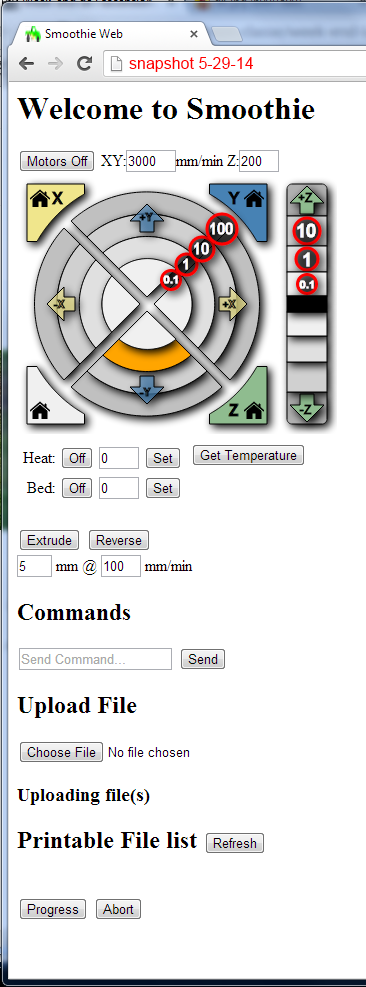 Smoothie Web
snapshot 5-29-14
Welcome to Smoothie
Motors Off XY: 3000 mm/min Z: 200
X +Y Y +Z
100 10
10
1 1
0.1 0.1
-X +X
-Y
Z -Z
Heat: Off 0 Set Get Temperature
Bed: Off 0 Set
Extrude Reverse
5 mm @ 100 mm/min
Commands
Send Command... Send
Upload File
Choose File No file chosen
Uploading file(s)
Printable File list Refresh
Progress Abort